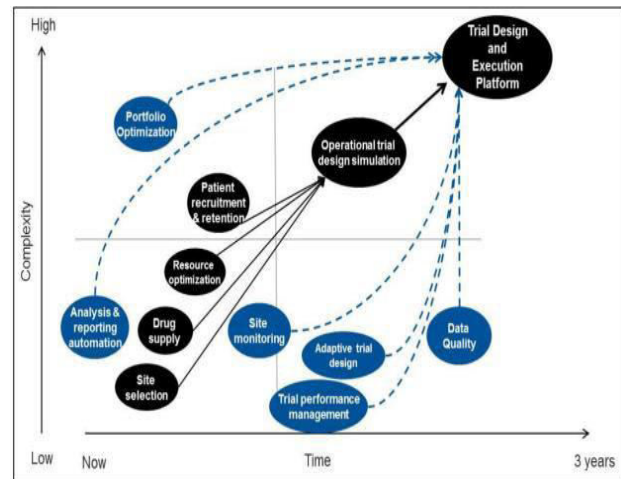 High
Trial Design
and
Execution
Platform
Portfolio
Optimization
Operational trial
design simulation
Patient
recruitment
& retention
Complexity
Resource
optimization
Analysis &
reporting
automation
Drug
supply
Site
monitoring
Adaptive trial
design
Data
Quality
Site
selection
Trial performance
management
Low
Now
Time
3 years